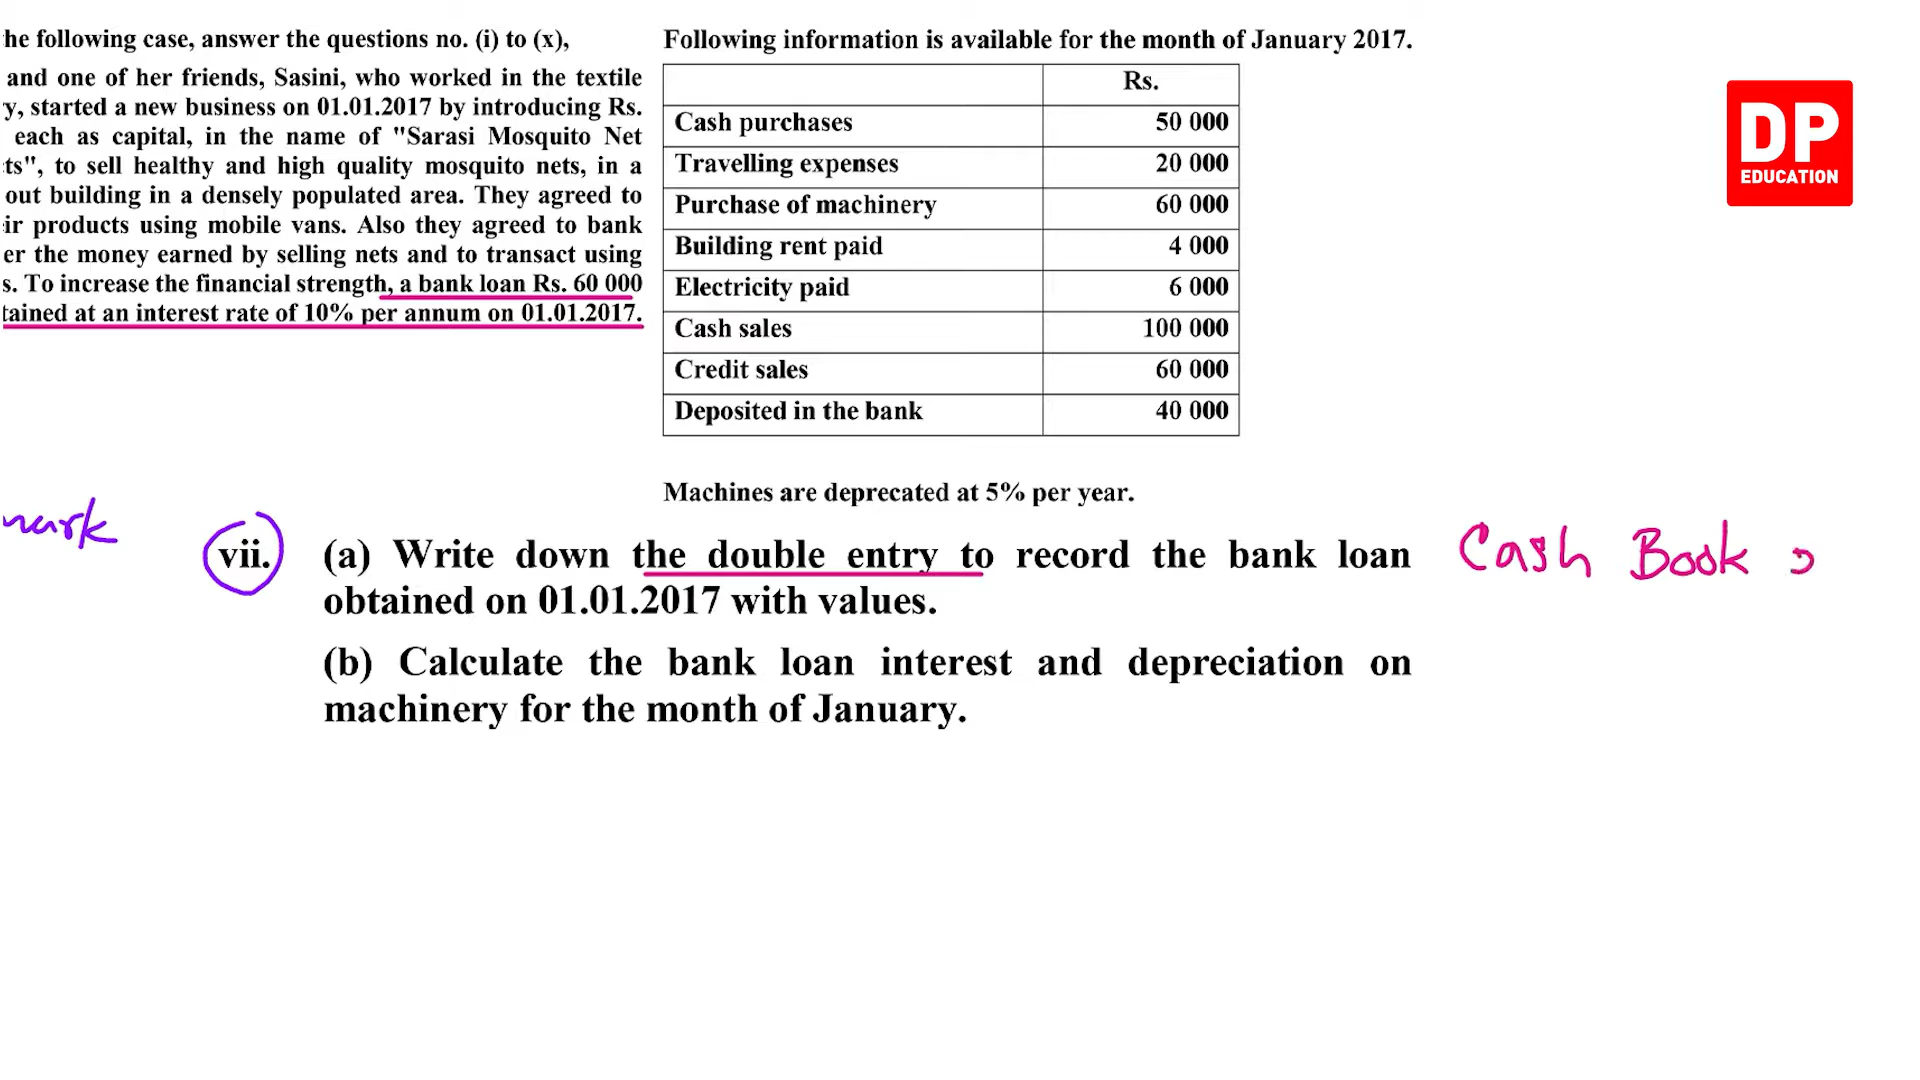 he following case, answer the questions no. (i) to (x),
and one of her friends, Sasini, who worked in the textile
y, started a new business on 01.01.2017 by introducing Rs.
each as capital, in the name of "Sarasi Mosquito Net
ts", to sell healthy and high quality mosquito nets, in a
out building in a densely populated area. They agreed to
ir products using mobile vans. Also they agreed to bank
er the money earned by selling nets and to transact using
s. To increase the financial strength, a bank loan Rs. 60 000
tained at an interest rate of 10% per annum on 01.01.2017.
Following information is available for the month of January 2017.
Rs.
Cash purchases 50 000
Travelling expenses 20 000
Purchase of machinery 60 000
Building rent paid 4 000
Electricity paid 6 000
Cash sales 100 000
Credit sales 60 000
Deposited in the bank 40 000
Machines are deprecated at 5% per year.
DP
EDUCATION
mark
vii. (a) Write down the double entry to record the bank loan
obtained on 01.01.2017 with values.
(b) Calculate the bank loan interest and depreciation on
machinery for the month of January.
Cash Book